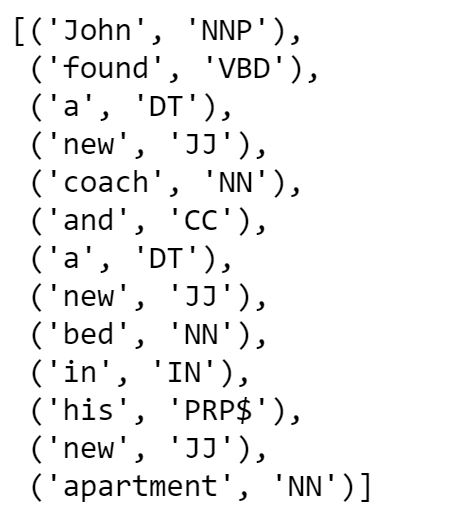 [('John', 'NNP'),
('found', 'VBD'),
('a', 'DT'),
('new', 'JJ'),
('coach', 'NN'),
('and', 'CC'),
('a', 'DT'),
('new', 'JJ'),
('bed', 'NN'),
('in', 'IN'),
('his', 'PRP$'),
('new', 'JJ'),
('apartment', 'NN')]